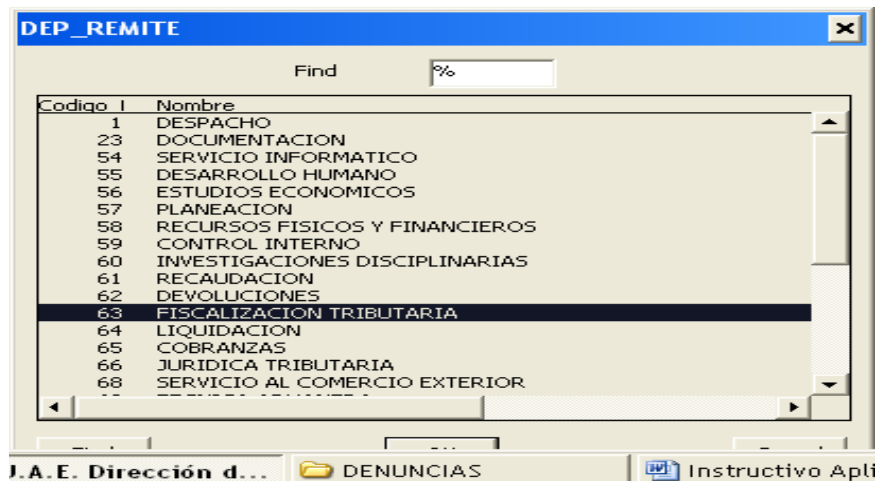 DEP_REMITE
Find %
Codigo I Nombre
1 DESPACHO
23 DOCUMENTACION
54 SERVICIO INFORMATICO
55 DESARROLLO HUMANO
56 ESTUDIOS ECONOMICOS
57 PLANEACION
58 RECURSOS FISICOS Y FINANCIEROS
59 CONTROL INTERNO
60 INVESTIGACIONES DISCIPLINARIAS
61 RECAUDACION
62 DEVOLUCIONES
63 FISCALIZACION TRIBUTARIA
64 LIQUIDACION
65 COBRANZAS
66 JURIDICA TRIBUTARIA
68 SERVICIO AL COMERCIO EXTERIOR
J.A.E. Dirección d... DENUNCIAS Instructivo Apli